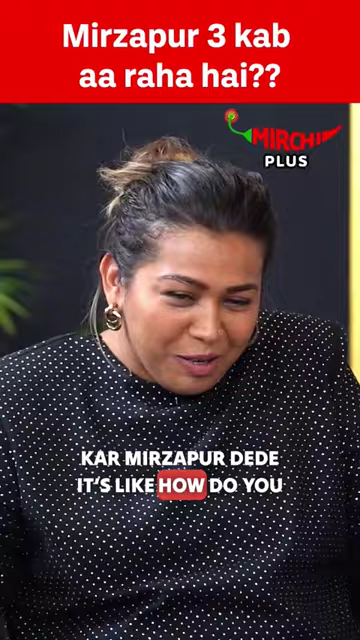 Mirzapur 3 kab
aa raha hai??
MIRCHI
PLUS
KAR MIRZAPUR DEDE
IT'S LIKE HOW DO YOU